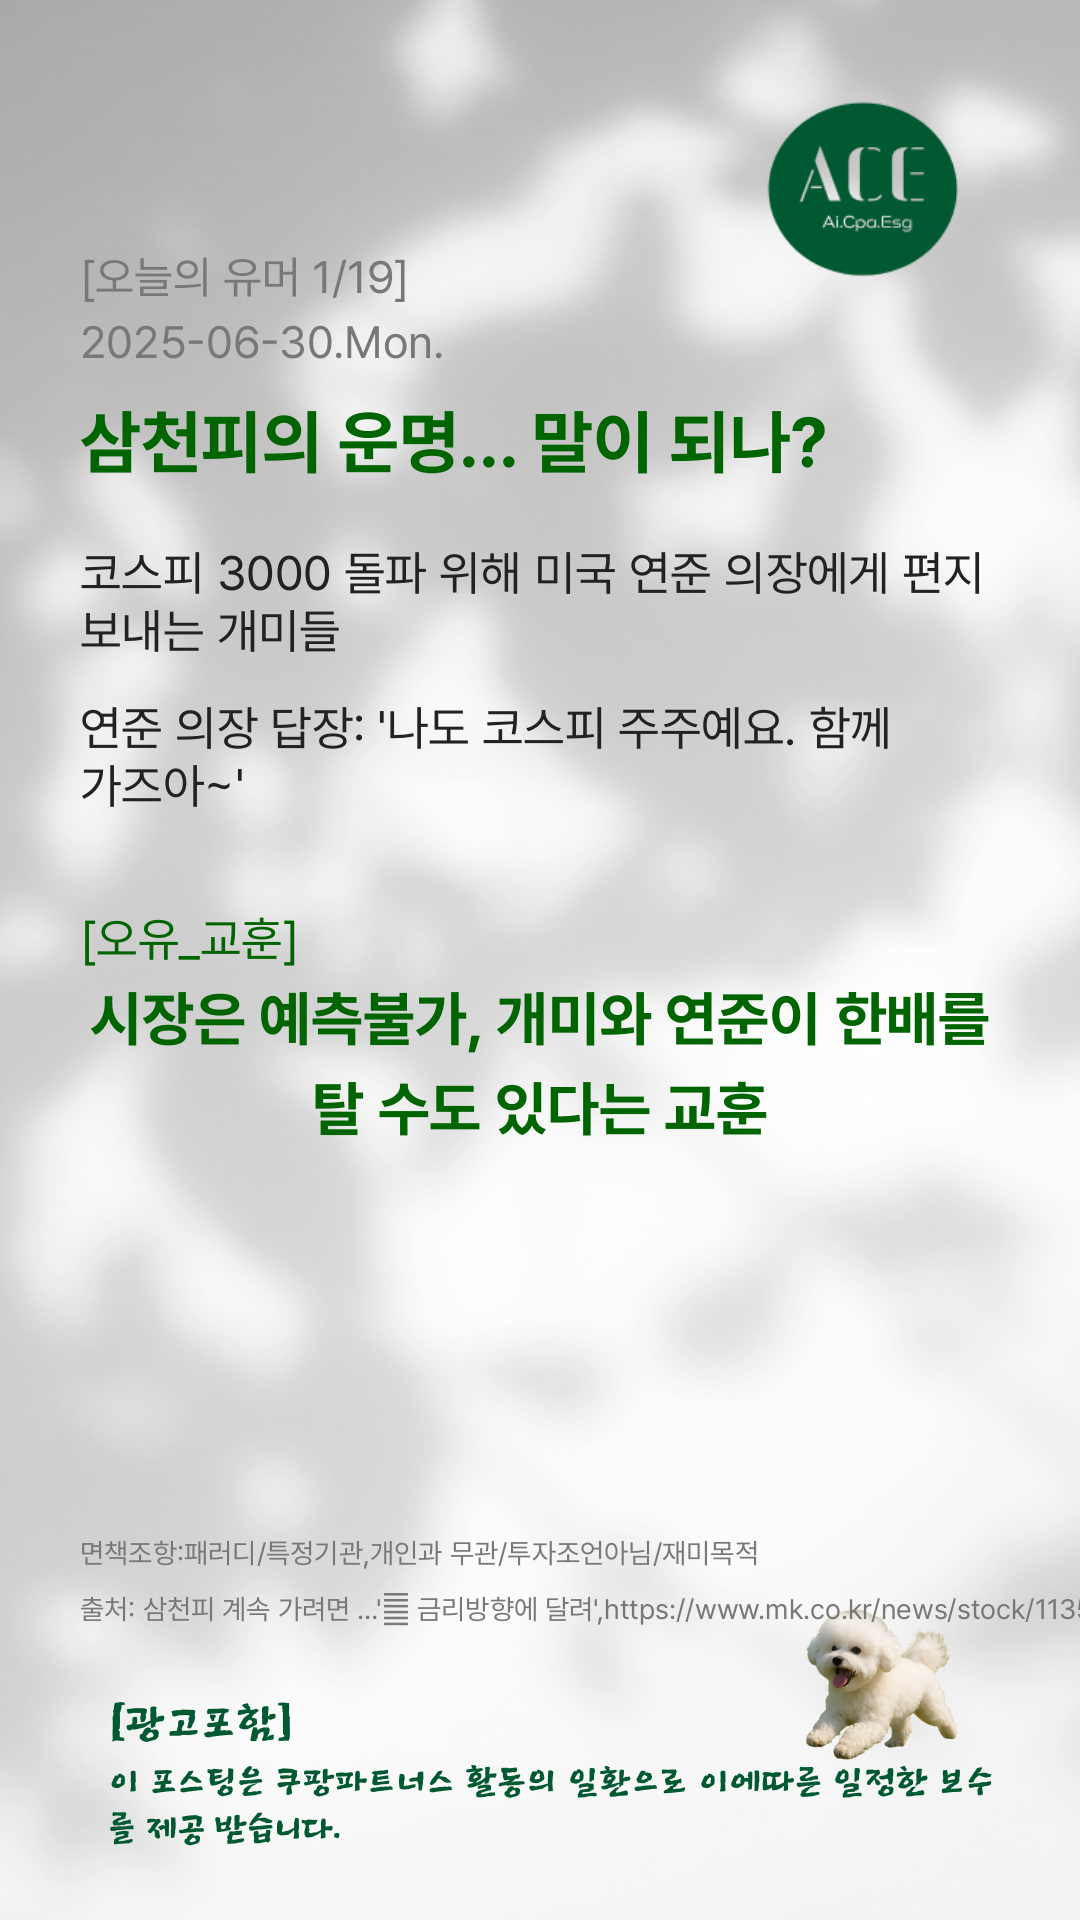 ACE
Ai.Cpa.Esg
[오늘의 유머 1/19]
2025-06-30.Mon.
삼천피의 운명... 말이 되나?
코스피 3000 돌파 위해 미국 연준 의장에게 편지
보내는 개미들
연준 의장 답장: '나도 코스피 주주예요. 함께
가즈아~'
[오유_교훈]
시장은 예측불가, 개미와 연준이 한배를
탈 수도 있다는 교훈
면책조항:패러디/특정기관,개인과 무관/투자조언아님/재미목적
출처: 삼천피 계속 가려면 ...' 금리방향에 달려',https://www.mk.co.kr/news/stock/1135
[광고포함]
이 포스팅은 쿠팡파트너스 활동의 일환으로 이에따른 일정한 보수
를 제공 받습니다.